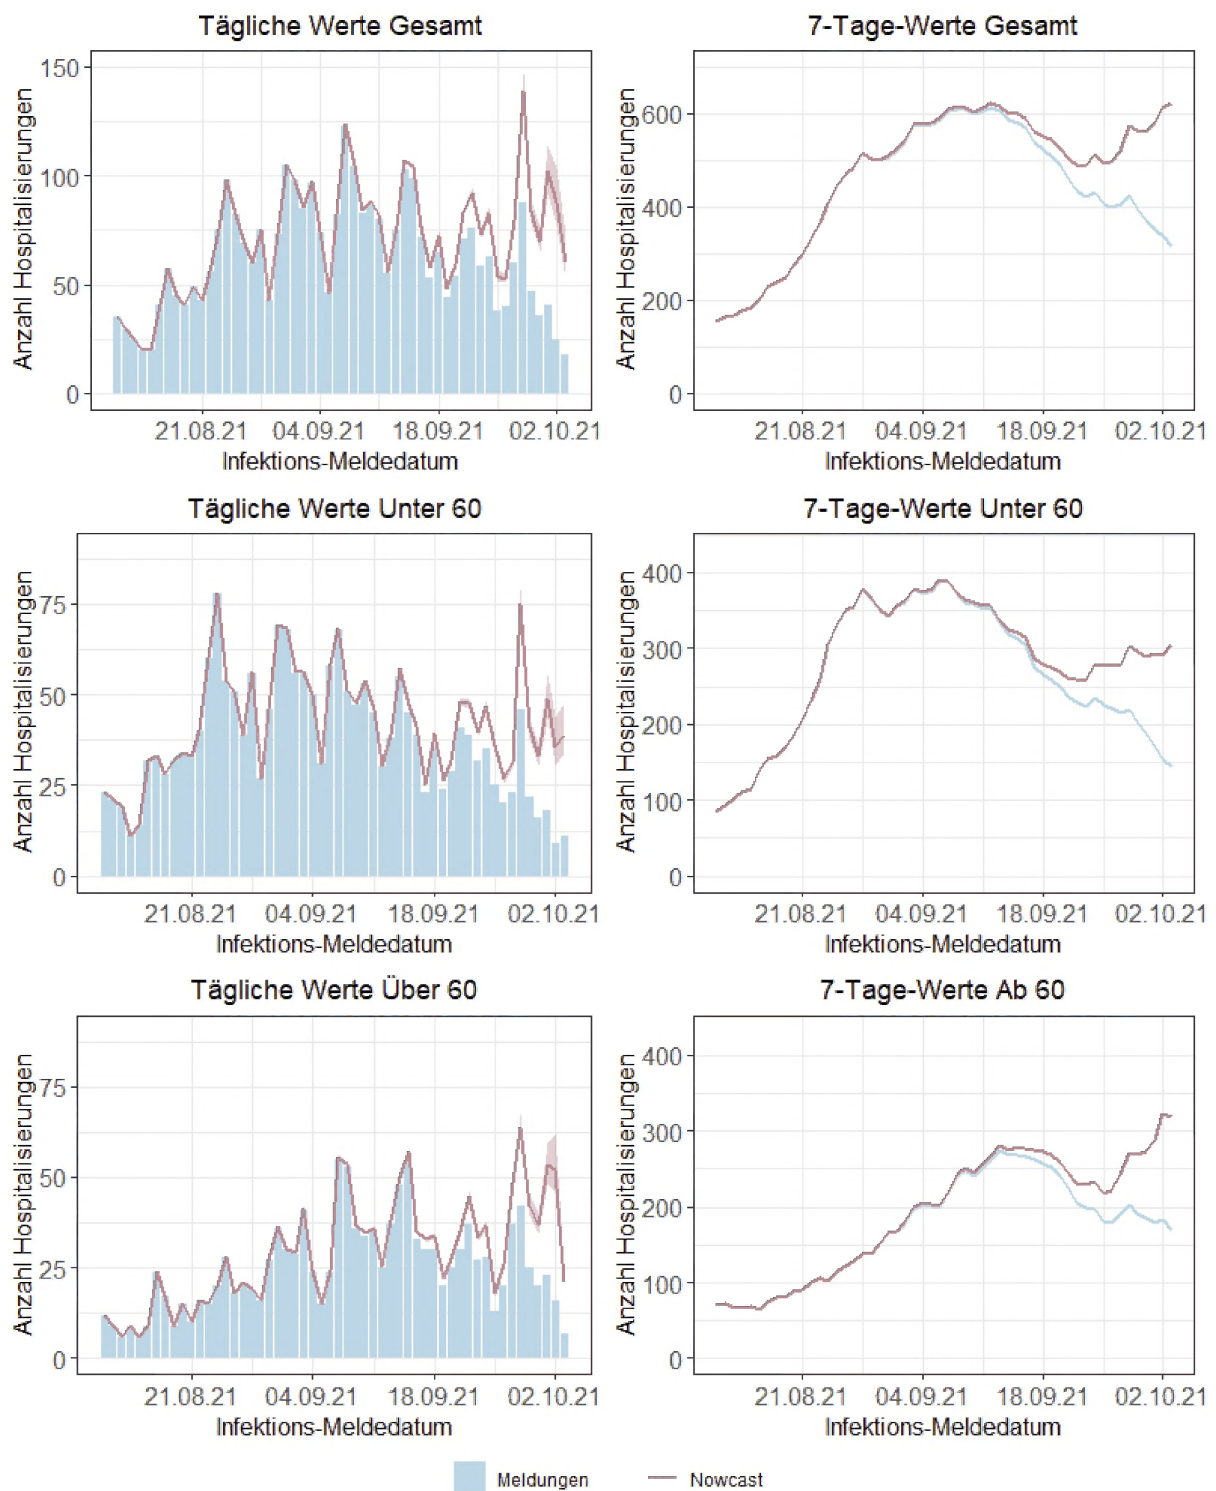 Tägliche Werte Gesamt
Anzahl Hospitalisierungen
150
100
50
0
21.08.21 04.09.21 18.09.21 02.10.21
Infektions-Meldedatum
7-Tage-Werte Gesamt
Anzahl Hospitalisierungen
600
400
200
0
21.08.21 04.09.21 18.09.21 02.10.21
Infektions-Meldedatum
Tägliche Werte Unter 60
Anzahl Hospitalisierungen
75
50
25
0
21.08.21 04.09.21 18.09.21 02.10.21
Infektions-Meldedatum
7-Tage-Werte Unter 60
Anzahl Hospitalisierungen
400
300
200
100
0
21.08.21 04.09.21 18.09.21 02.10.21
Infektions-Meldedatum
Tägliche Werte Über 60
Anzahl Hospitalisierungen
75
50
25
0
21.08.21 04.09.21 18.09.21 02.10.21
Infektions-Meldedatum
7-Tage-Werte Ab 60
Anzahl Hospitalisierungen
400
300
200
100
0
21.08.21 04.09.21 18.09.21 02.10.21
Infektions-Meldedatum
Meldungen Nowcast